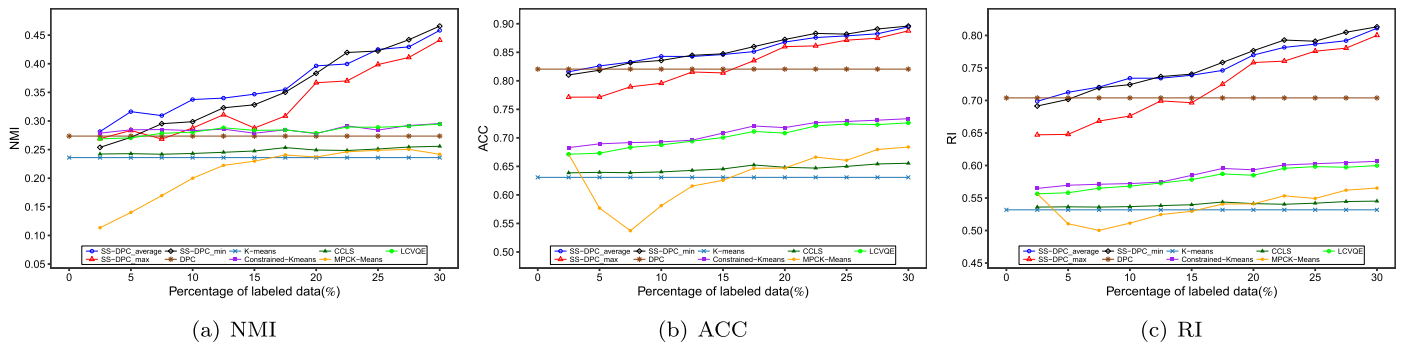 NMI
0.45
0.40
0.35
0.30
0.25
0.20
0.15
0.10
0.05
0 5 10 15 20 25 30
Percentage of labeled data(%)
SS-DPC_average SS-DPC_min K-means CCLS LCVQE
SS-DPC_max DPC Constrained-Kmeans MPCK-Means
(a) NMI
ACC
0.90
0.85
0.80
0.75
0.70
0.65
0.60
0.55
0.50
0 5 10 15 20 25 30
Percentage of labeled data(%)
SS-DPC_average SS-DPC_min K-means CCLS LCVQE
SS-DPC_max DPC Constrained-Kmeans MPCK-Means
(b) ACC
RI
0.80
0.75
0.70
0.65
0.60
0.55
0.50
0.45
0 5 10 15 20 25 30
Percentage of labeled data(%)
SS-DPC_average SS-DPC_min K-means CCLS LCVQE
SS-DPC_max DPC Constrained-Kmeans MPCK-Means
(c) RI